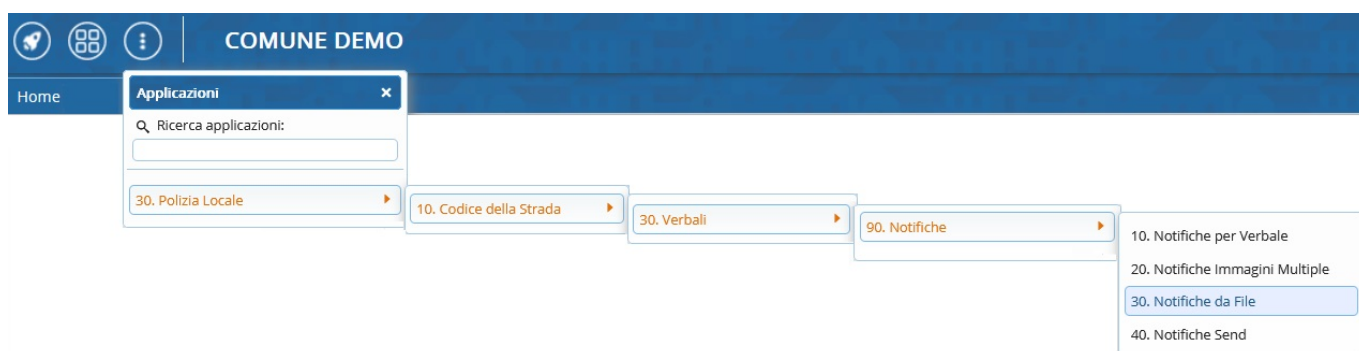 COMUNE DEMO
Home
Applicazioni ×
Ricerca applicazioni:
30. Polizia Locale
10. Codice della Strada
30. Verbali
90. Notifiche
10. Notifiche per Verbale
20. Notifiche Immagini Multiple
30. Notifiche da File
40. Notifiche Send